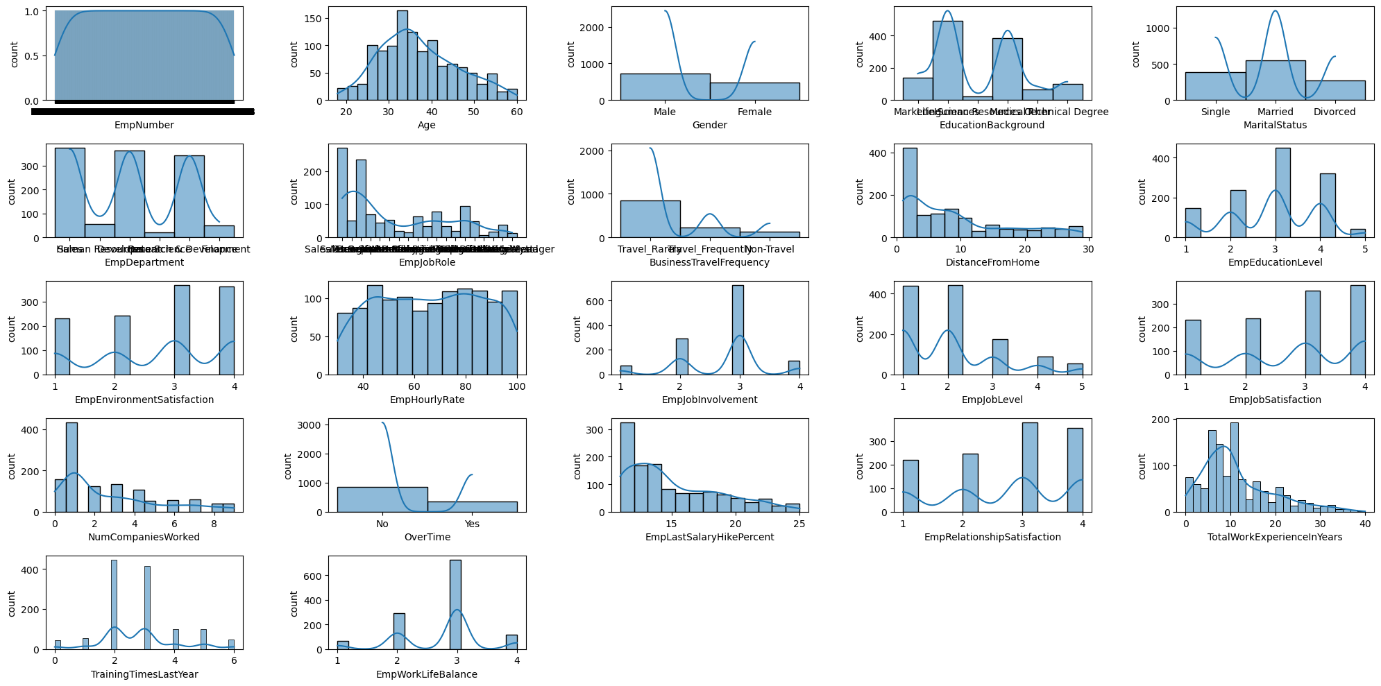 count 1.0 0.5 0.0 EmpNumber
count 150 100 50 0 20 30 40 50 60 Age
count 2000 1000 0 Male Female Gender
count 400 200 0 Technical Degree EducationBackground
count 1000 500 0 Single Married Divorced MaritalStatus
count 300 200 100 0 EmpDepartment
count 200 100 0 EmpJobRole
count 2000 1000 0 Travel_Rarely Travel_Frequently Non-Travel BusinessTravelFrequency
count 400 200 0 0 10 20 30 DistanceFromHome
count 400 200 0 1 2 3 4 5 EmpEducationLevel
count 300 200 100 0 1 2 3 4 EmpEnvironmentSatisfaction
count 100 50 0 40 60 80 100 EmpHourlyRate
count 600 400 200 0 1 2 3 4 EmpJobInvolvement
count 400 200 0 1 2 3 4 5 EmpJobLevel
count 300 200 100 0 1 2 3 4 EmpJobSatisfaction
count 400 200 0 0 2 4 6 8 NumCompaniesWorked
count 3000 2000 1000 0 No Yes OverTime
count 300 200 100 0 15 20 25 EmpLastSalaryHikePercent
count 300 200 100 0 1 2 3 4 EmpRelationshipSatisfaction
count 200 100 0 0 10 20 30 40 TotalWorkExperienceInYears
count 400 200 0 0 2 4 6 TrainingTimesLastYear
count 600 400 200 0 1 2 3 4 EmpWorkLifeBalance